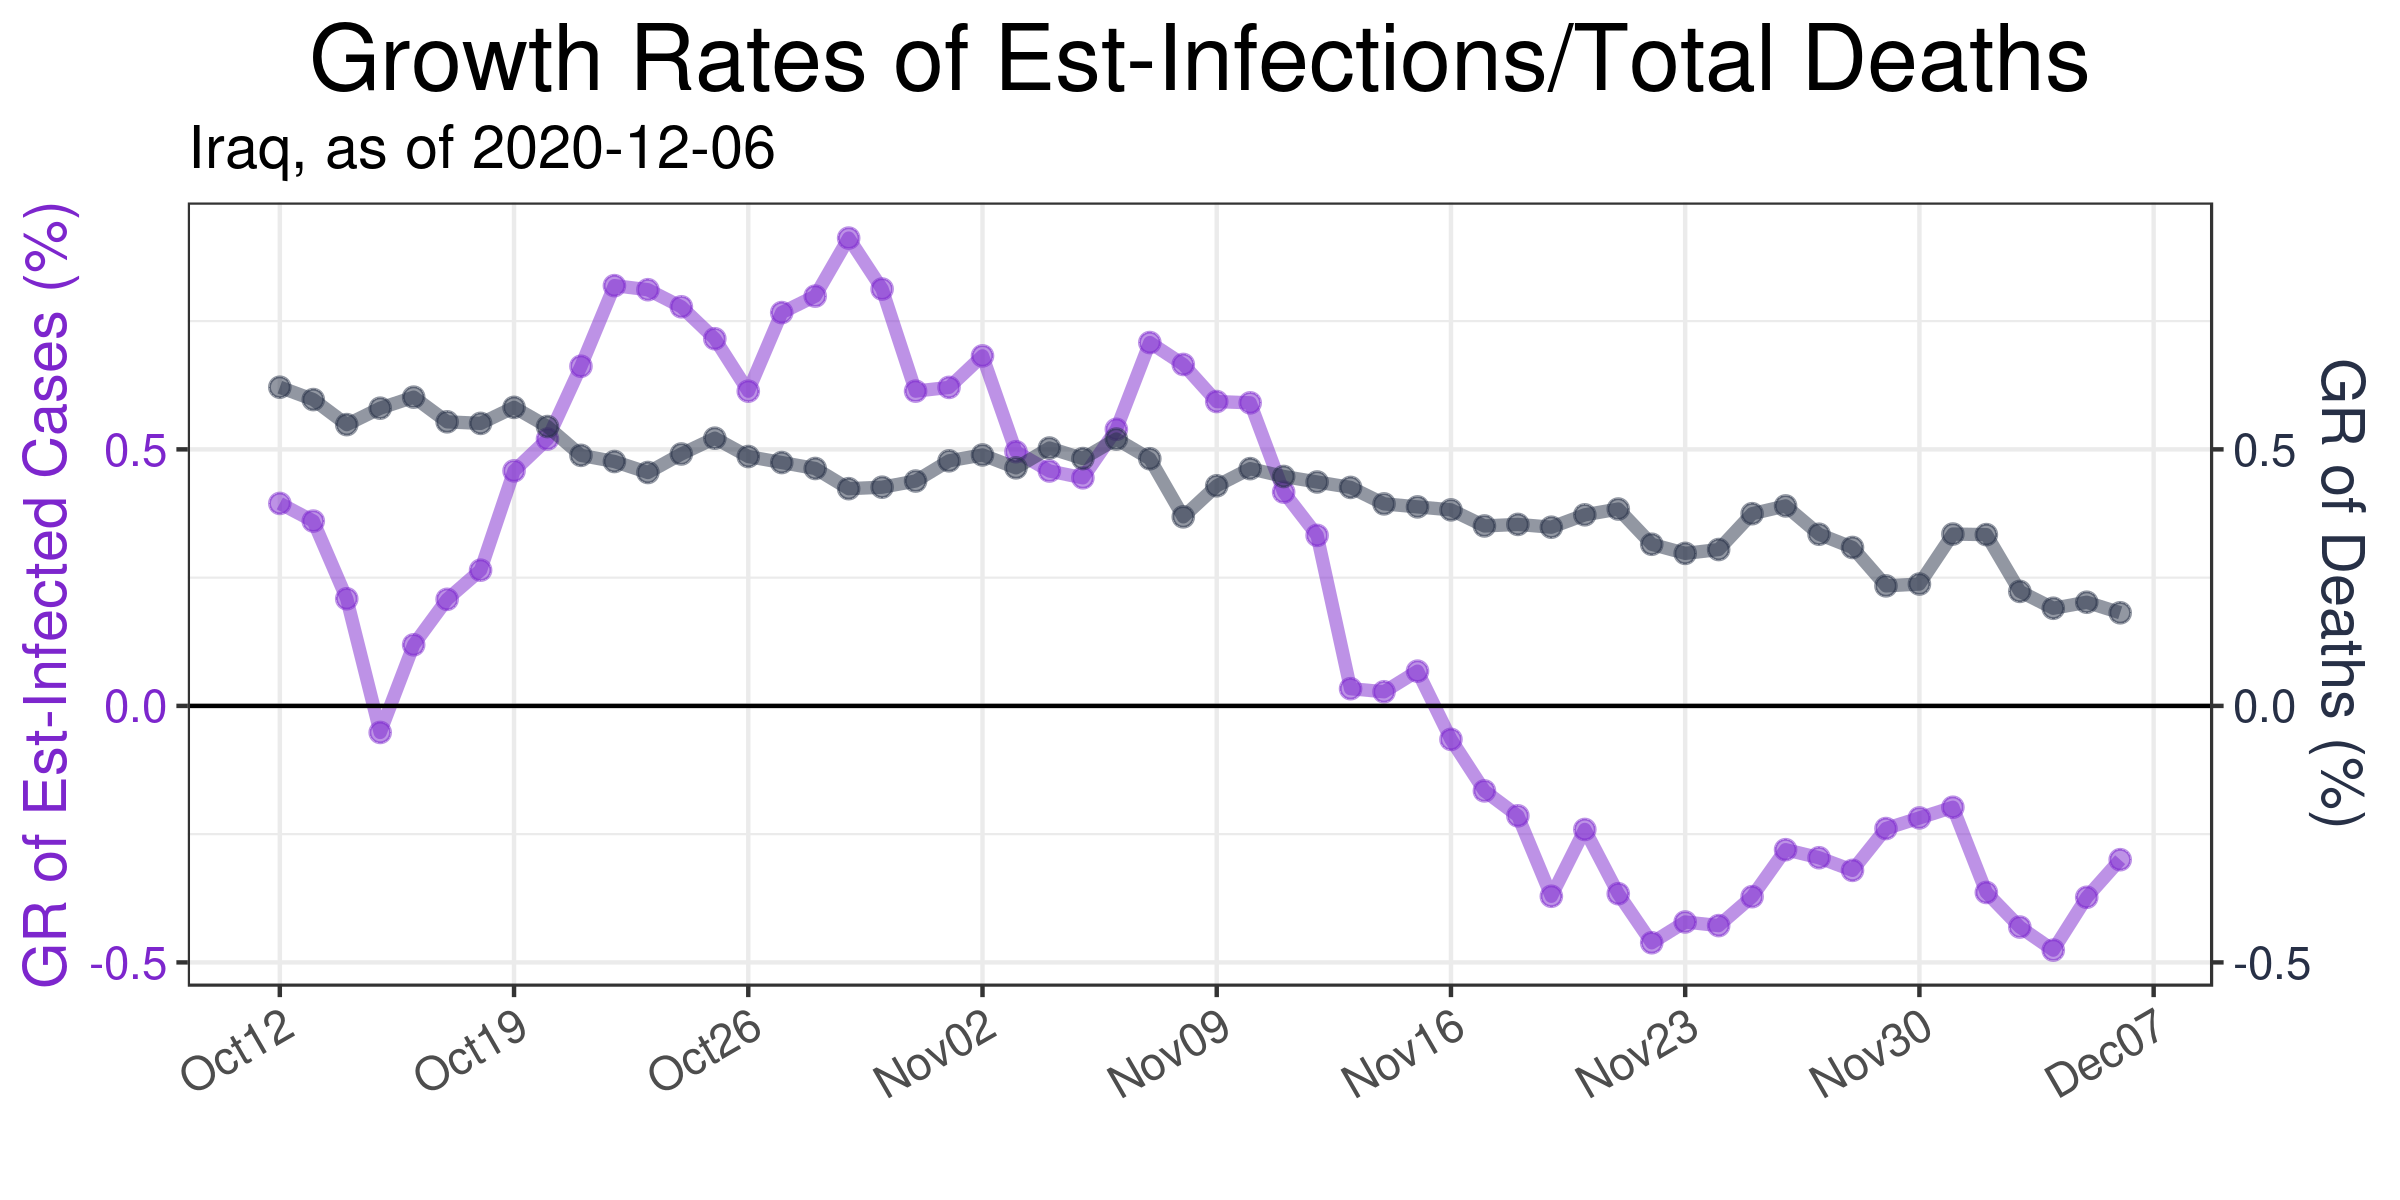 Growth Rates of Est-Infections/Total Deaths
Iraq, as of 2020-12-06
GR of Est-Infected Cases (%)
0.5
0.0
-0.5
GR of Deaths (%)
0.5
0.0
-0.5
Oct12
Oct19
Oct26
Nov02
Nov09
Nov16
Nov23
Nov30
Dec07